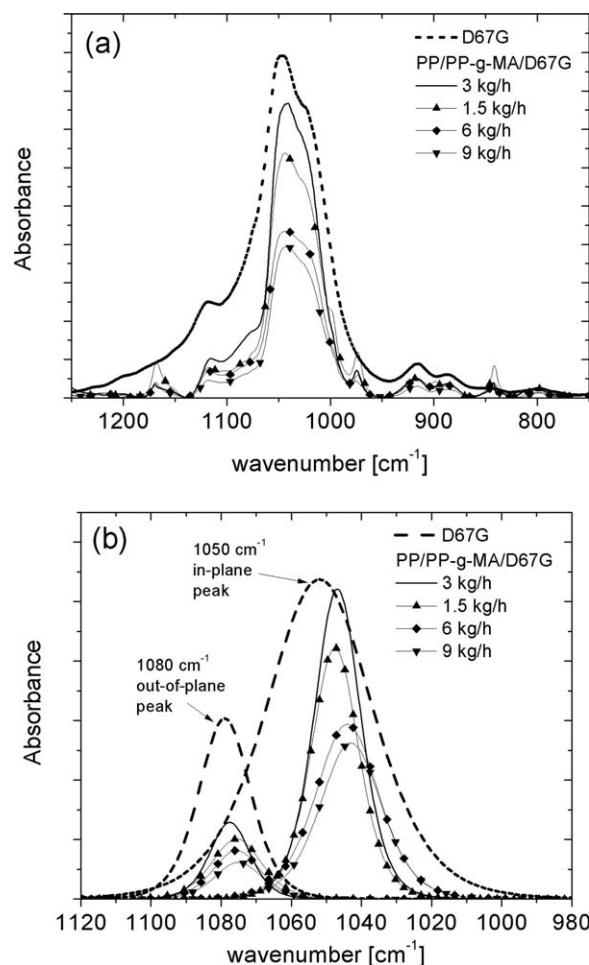 (a)
D67G
PP/PP-g-MA/D67G
3 kg/h
1.5 kg/h
6 kg/h
9 kg/h
Absorbance
1200 1100 1000 900 800
wavenumber [cm⁻¹]
(b)
D67G
PP/PP-g-MA/D67G
3 kg/h
1.5 kg/h
6 kg/h
9 kg/h
1050 cm⁻¹
in-plane
peak
1080 cm⁻¹
out-of-plane
peak
Absorbance
1120 1100 1080 1060 1040 1020 1000 980
wavenumber [cm⁻¹]